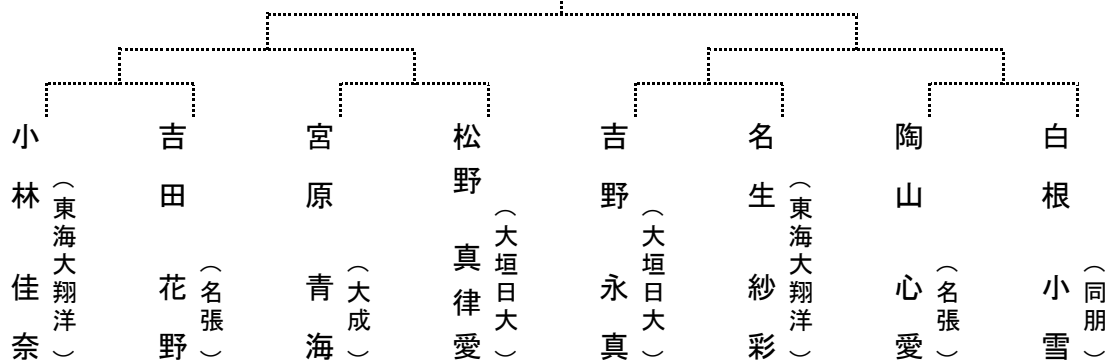 小林 佳奈
（東海大翔洋）
吉田 花野
（名張）
宮原 青海
（大成）
松野 真律愛
（大垣日大）
吉野 永真
（大垣日大）
名生 紗彩
（東海大翔洋）
陶山 心愛
（名張）
白根 小雪
（同朋）